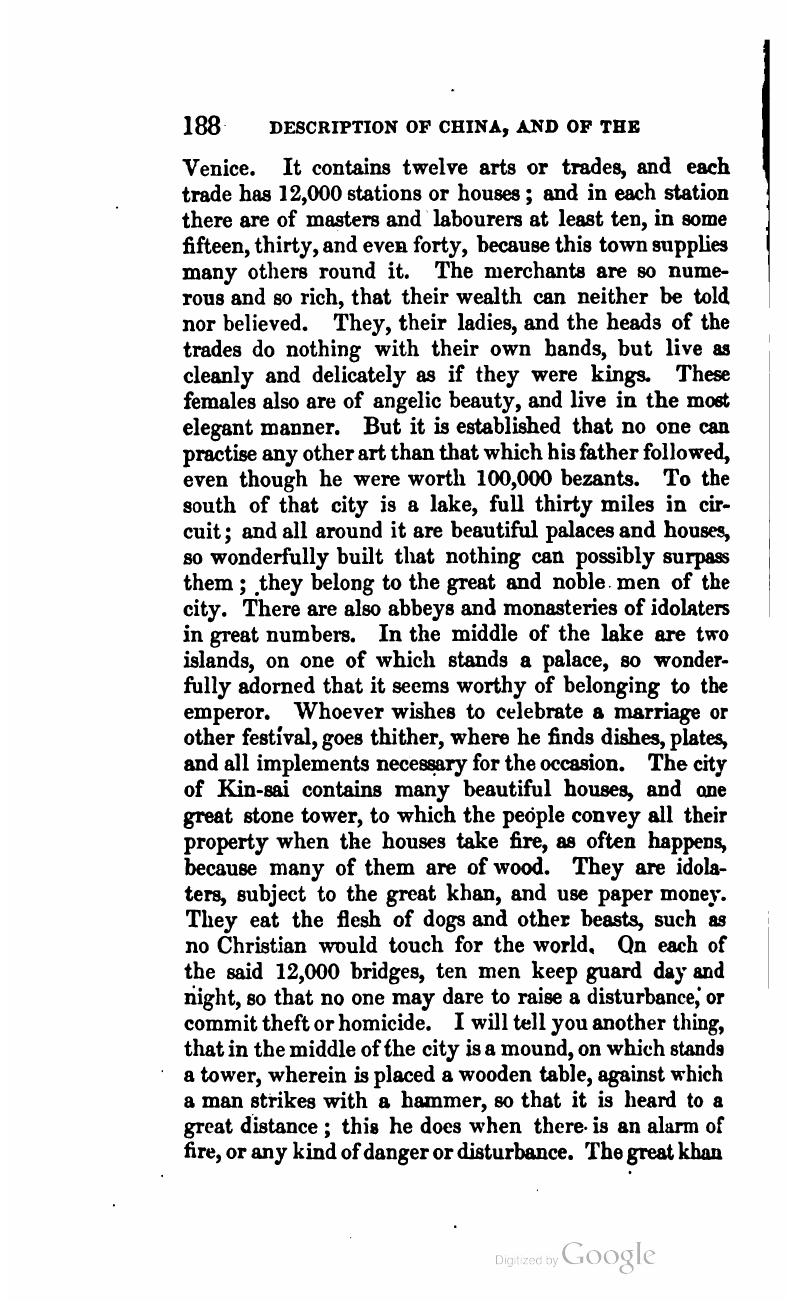 188 DESCRIPTION OF CHINA, AND OF THE
Venice. It contains twelve arts or trades, and each
trade has 12,000 stations or houses; and in each station
there are of masters and labourers at least ten, in some
fifteen, thirty, and even forty, because this town supplies
many others round it. The merchants are so nume-
rous and so rich, that their wealth can neither be told
nor believed. They, their ladies, and the heads of the
trades do nothing with their own hands, but live as
cleanly and delicately as if they were kings. These
females also are of angelic beauty, and live in the most
elegant manner. But it is established that no one can
practise any other art than that which his father followed,
even though he were worth 100,000 bezants. To the
south of that city is a lake, full thirty miles in cir-
cuit; and all around it are beautiful palaces and houses,
so wonderfully built that nothing can possibly surpass
them; they belong to the great and noble men of the
city. There are also abbeys and monasteries of idolaters
in great numbers. In the middle of the lake are two
islands, on one of which stands a palace, so wonder-
fully adorned that it seems worthy of belonging to the
emperor. Whoever wishes to celebrate a marriage or
other festival, goes thither, where he finds dishes, plates,
and all implements necessary for the occasion. The city
of Kin-sai contains many beautiful houses, and one
great stone tower, to which the people convey all their
property when the houses take fire, as often happens,
because many of them are of wood. They are idola-
ters, subject to the great khan, and use paper money.
They eat the flesh of dogs and other beasts, such as
no Christian would touch for the world. On each of
the said 12,000 bridges, ten men keep guard day and
night, so that no one may dare to raise a disturbance, or
commit theft or homicide. I will tell you another thing,
that in the middle of the city is a mound, on which stands
a tower, wherein is placed a wooden table, against which
a man strikes with a hammer, so that it is heard to a
great distance; this he does when there is an alarm of
fire, or any kind of danger or disturbance. The great khan
Digitized by Google